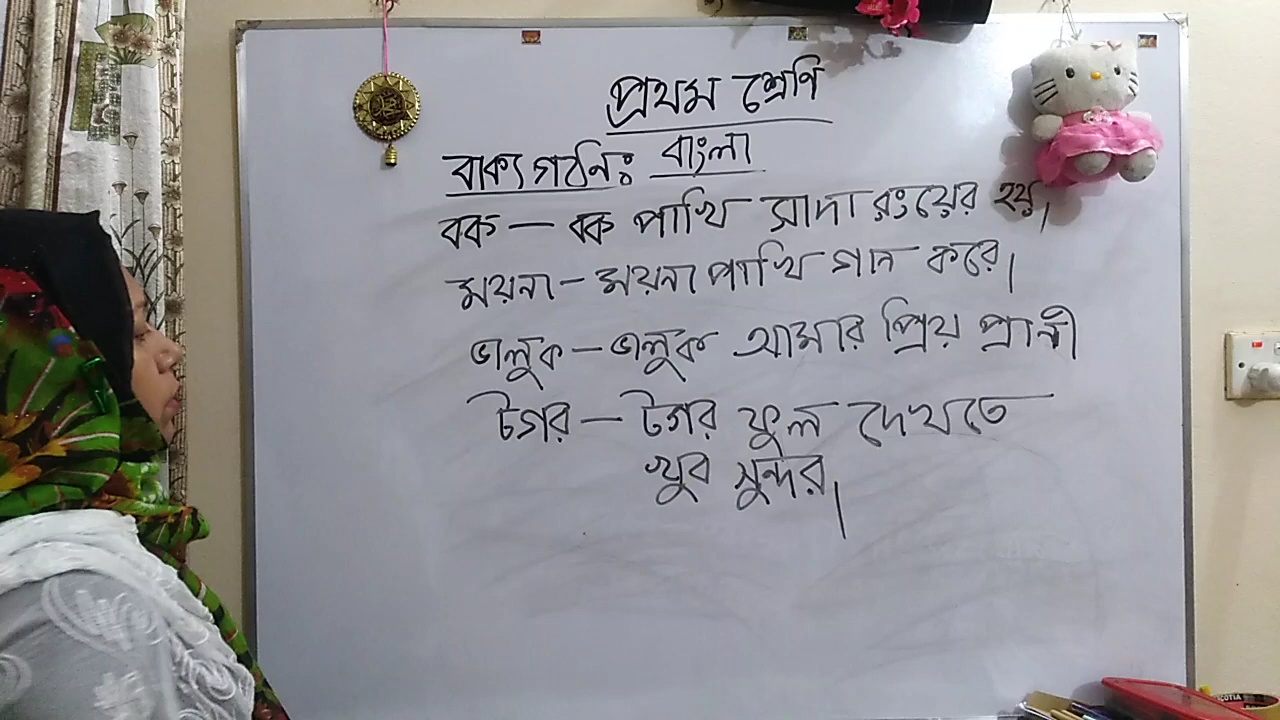 প্রথম শ্রেণি
বাক্য গঠনঃ বাংলা
বক — বক পাখি সাদা রংয়ের হয়।
ময়না - ময়না পাখি গান করে।
ভালুক - ভালুক আমার প্রিয় প্রানী
টগর - টগর ফুল দেখতে
খুব সুন্দর।